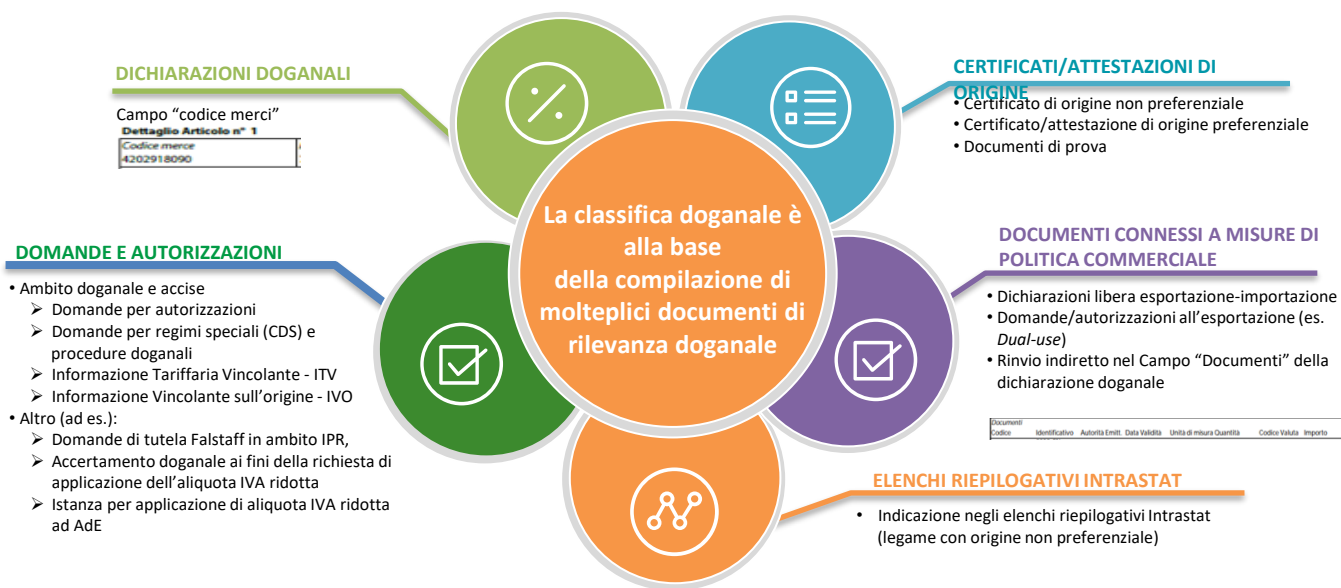 DICHIARAZIONI DOGANALI
Campo “codice merci”
Dettaglio Articolo n° 1
Codice merce
4202918090
CERTIFICATI/ATTESTAZIONI DI
ORIGINE
• Certificato di origine non preferenziale
• Certificato/attestazione di origine preferenziale
• Documenti di prova
La classifica doganale è
alla base
della compilazione di
molteplici documenti di
rilevanza doganale
DOMANDE E AUTORIZZAZIONI
• Ambito doganale e accise
➢ Domande per autorizzazioni
➢ Domande per regimi speciali (CDS) e
procedure doganali
➢ Informazione Tariffaria Vincolante - ITV
➢ Informazione Vincolante sull’origine - IVO
• Altro (ad es.):
➢ Domande di tutela Falstaff in ambito IPR,
➢ Accertamento doganale ai fini della richiesta di
applicazione dell’aliquota IVA ridotta
➢ Istanza per applicazione di aliquota IVA ridotta
ad AdE
DOCUMENTI CONNESSI A MISURE DI
POLITICA COMMERCIALE
• Dichiarazioni libera esportazione-importazione
• Domande/autorizzazioni all’esportazione (es.
Dual-use)
• Rinvio indiretto nel Campo “Documenti” della
dichiarazione doganale
Documenti
Codice Identificativo Autorità Emitt. Data Validità Unità di misura Quantità Codice Valuta Importo
ELENCHI RIEPILOGATIVI INTRASTAT
• Indicazione negli elenchi riepilogativi Intrastat
(legame con origine non preferenziale)